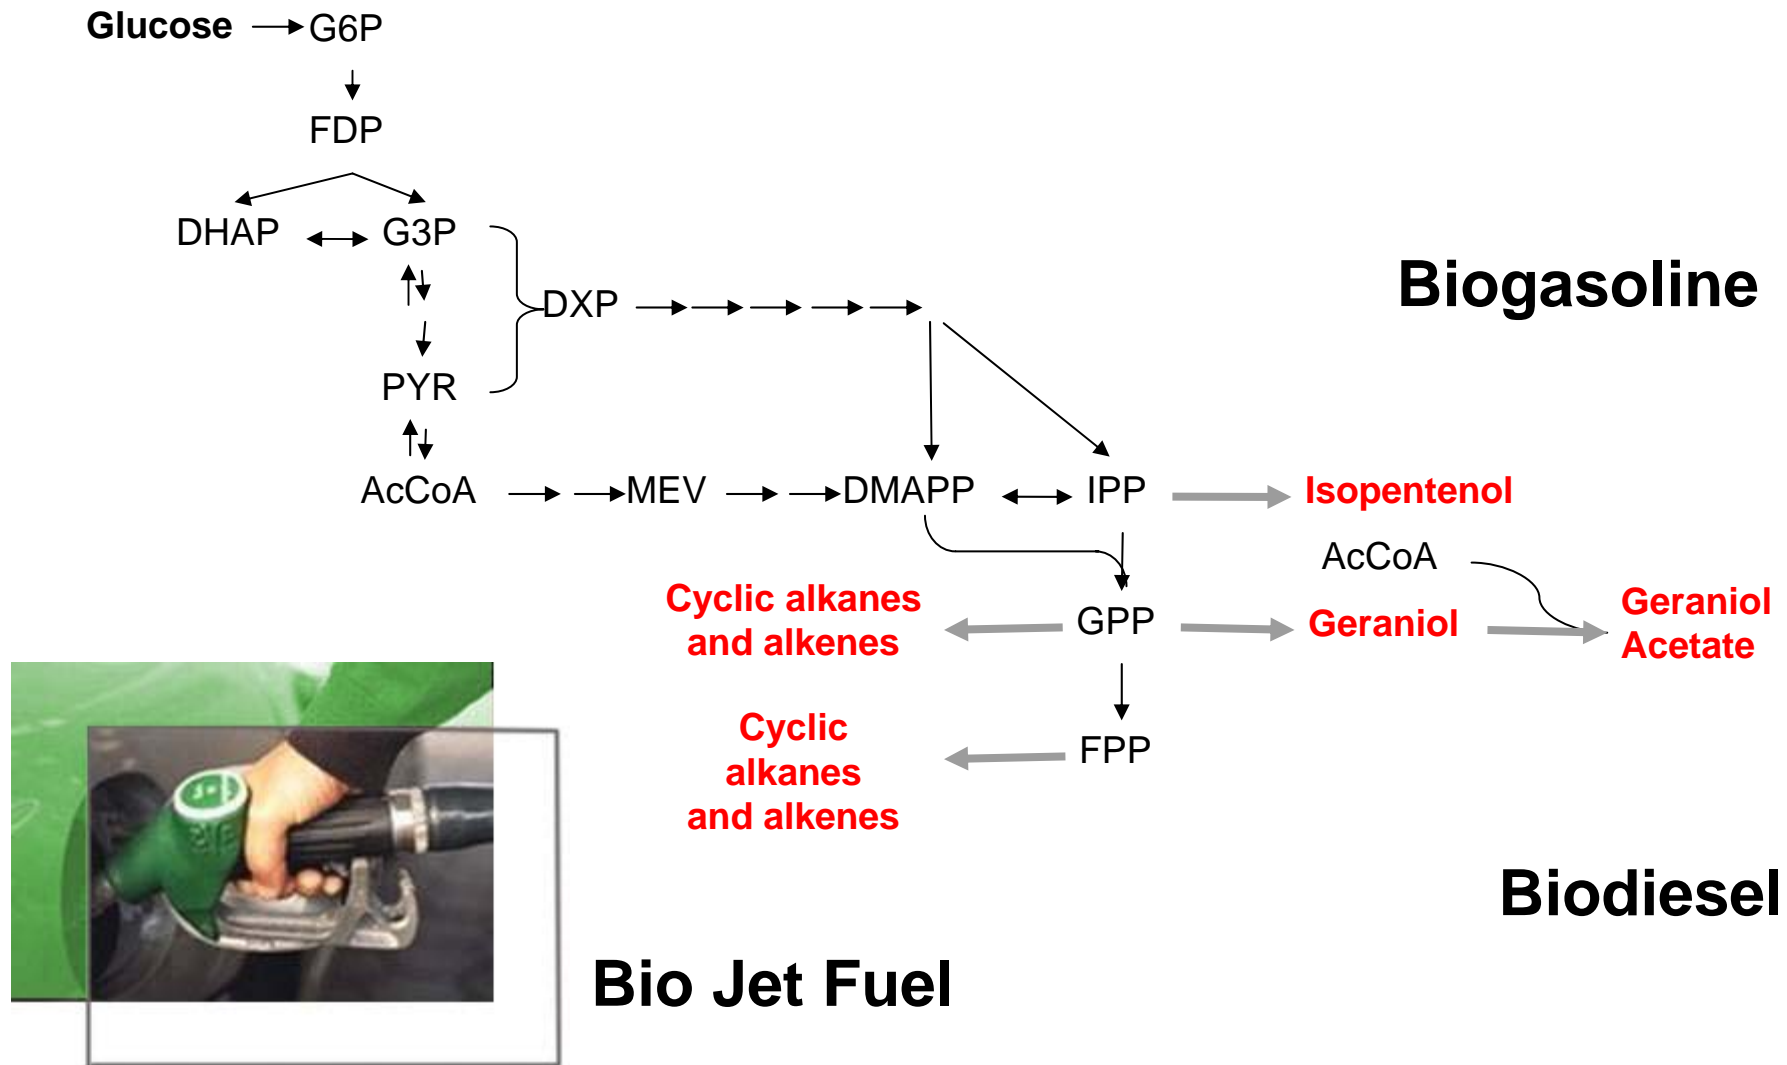 Glucose G6P
FDP
DHAP G3P
Biogasoline
DXP
PYR
AcCoA MEV DMAPP IPP Isopentenol
AcCoA
Cyclic alkanes
and alkenes
GPP Geraniol
Geraniol
Acetate
Cyclic
alkanes
and alkenes
FPP
Biodiesel
Bio Jet Fuel